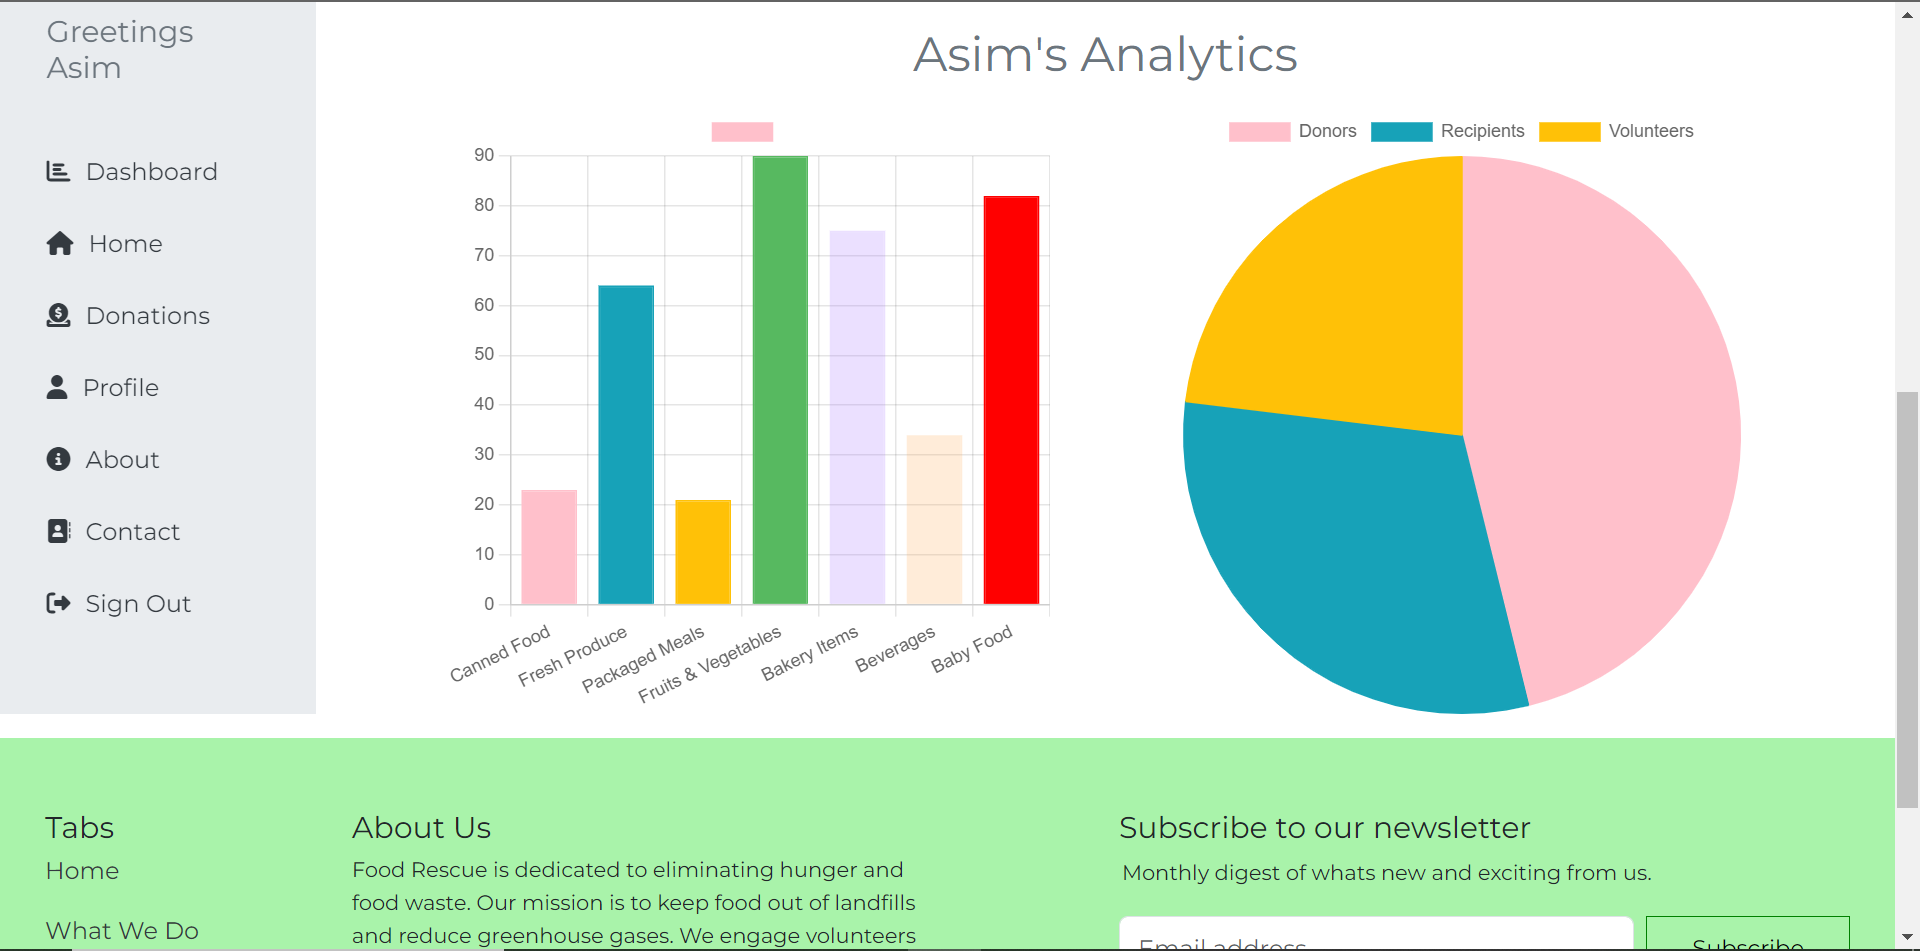 Greetings
Asim
Dashboard
Home
Donations
Profile
About
Contact
Sign Out
Asim's Analytics
90
80
70
60
50
40
30
20
10
0
Canned Food
Fresh Produce
Packaged Meals
Fruits & Vegetables
Bakery Items
Beverages
Baby Food
Donors Recipients Volunteers
Tabs
Home
What We Do
About Us
Food Rescue is dedicated to eliminating hunger and
food waste. Our mission is to keep food out of landfills
and reduce greenhouse gases. We engage volunteers
Subscribe to our newsletter
Monthly digest of whats new and exciting from us.
Email address
Subscribe